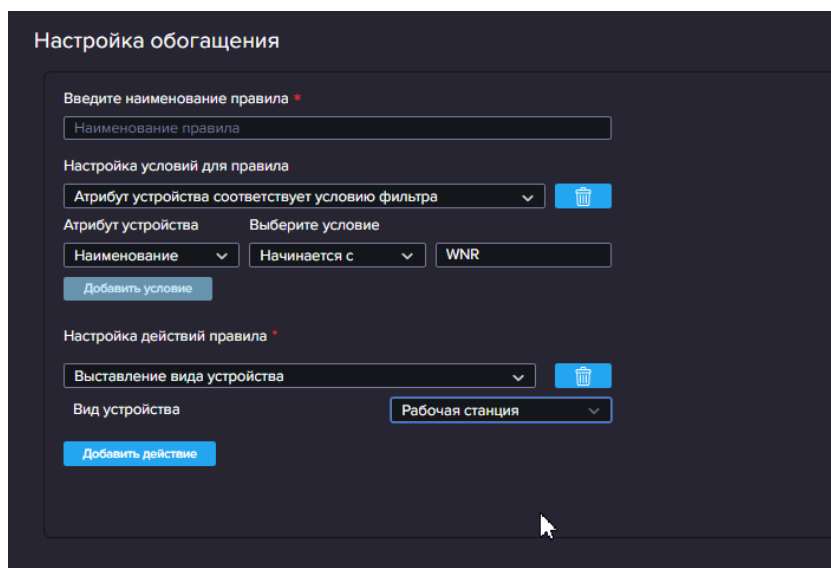 Настройка обогащения
Введите наименование правила *
Наименование правила
Настройка условий для правила
Атрибут устройства соответствует условию фильтра
Атрибут устройства Выберите условие
Наименование Начинается с WNR
Добавить условие
Настройка действий правила *
Выставление вида устройства
Вид устройства Рабочая станция
Добавить действие